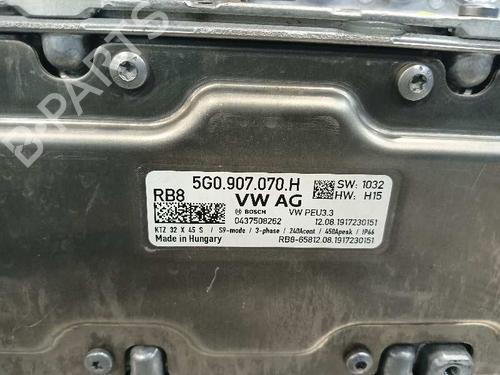 5G0.907.070.H
RB8
VW AG
SW: 1032
HW: H15
BOSCH
VW PEU3.3
0437508262
12.08.1917230151
KTZ 32 X 45 S / S9-mode / 3-phase / 240Acont / 450Apeak / IP66
Made in Hungary
RB8-65812.08.1917230151
B-PARTS